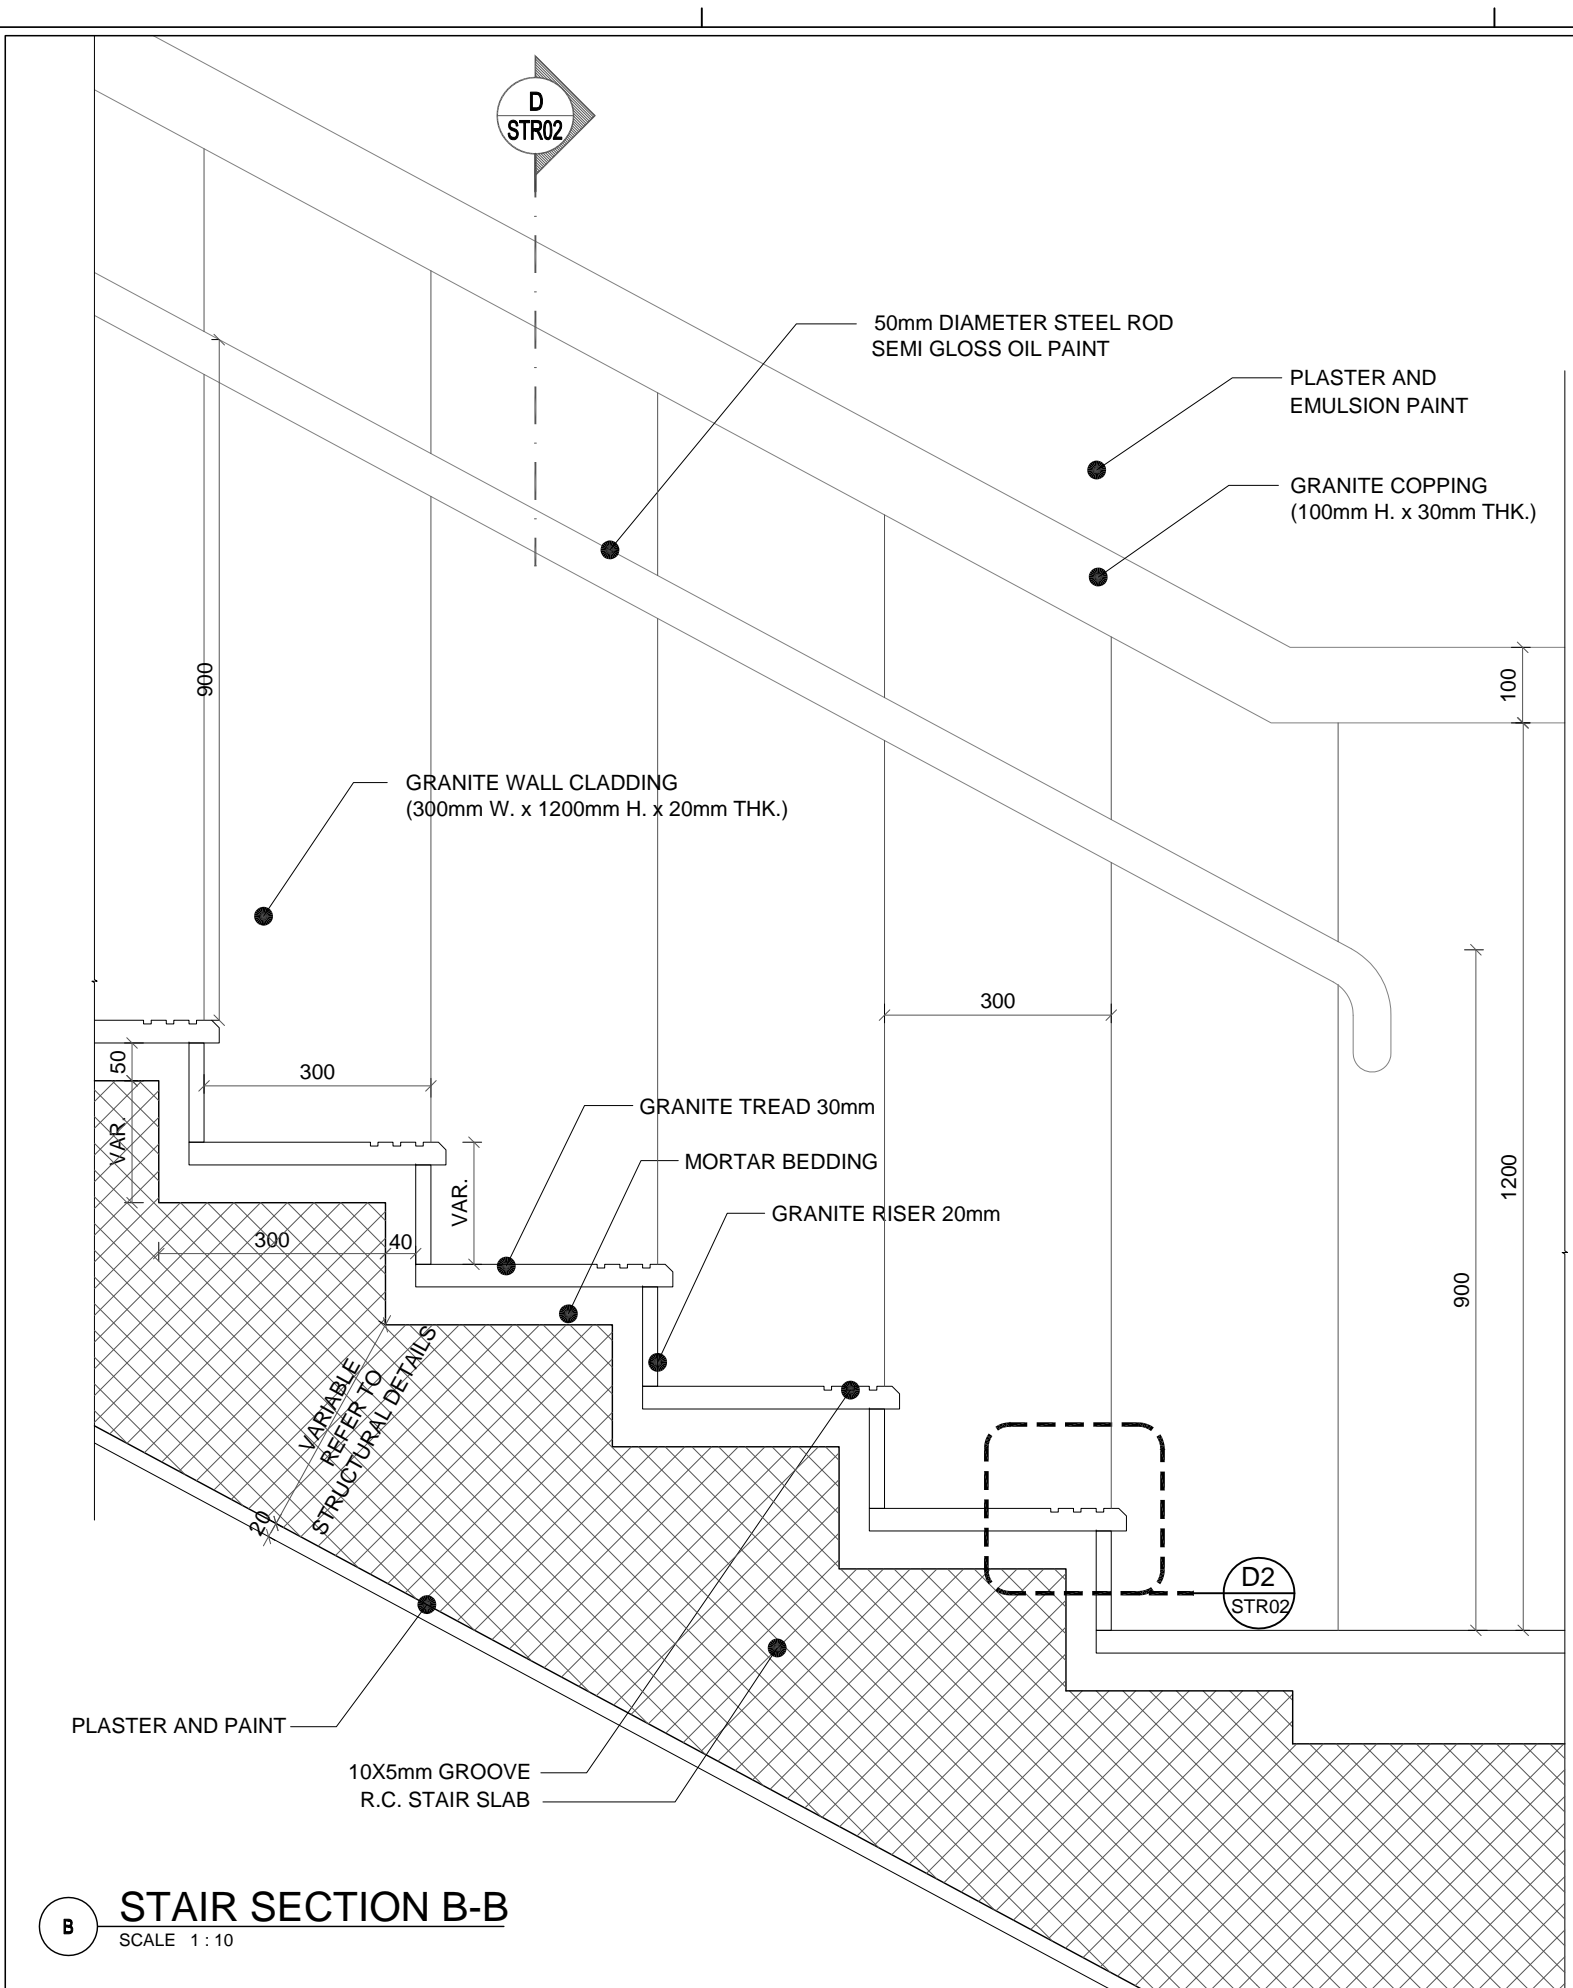 D
STR02
50mm DIAMETER STEEL ROD
SEMI GLOSS OIL PAINT
PLASTER AND
EMULSION PAINT
GRANITE COPPING
(100mm H. x 30mm THK.)
900
100
GRANITE WALL CLADDING
(300mm W. x 1200mm H. x 20mm THK.)
300
50
300
GRANITE TREAD 30mm
VAR.
MORTAR BEDDING
1200
VAR.
GRANITE RISER 20mm
300
40
900
VARIABLE
REFER TO
STRUCTURAL DETAILS
20
D2
STR02
PLASTER AND PAINT
10X5mm GROOVE
R.C. STAIR SLAB
B
STAIR SECTION B-B
SCALE 1 : 10